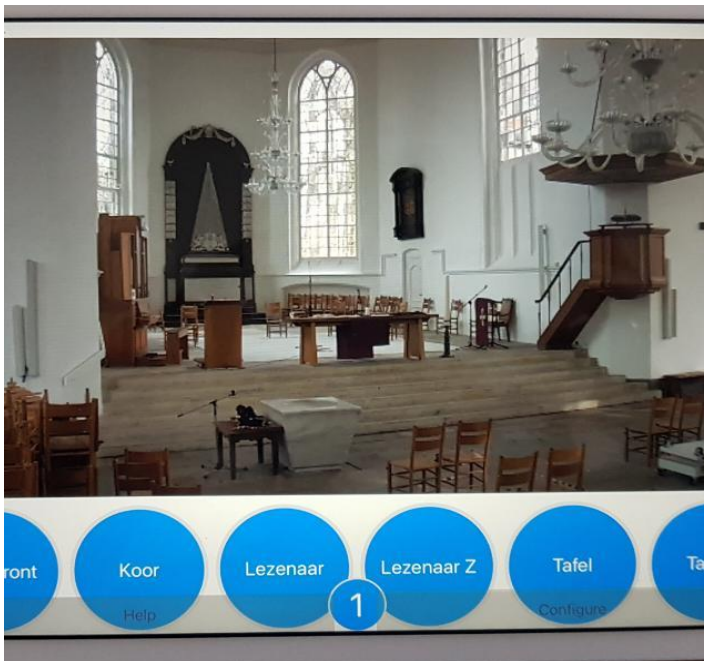 ront
Koor
Lezenaar
Lezenaar Z
Tafel
Ta
Help
1
Configure